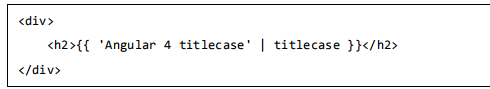 <div>
    <h2>{{ 'Angular 4 titlecase' | titlecase }}</h2>
</div>